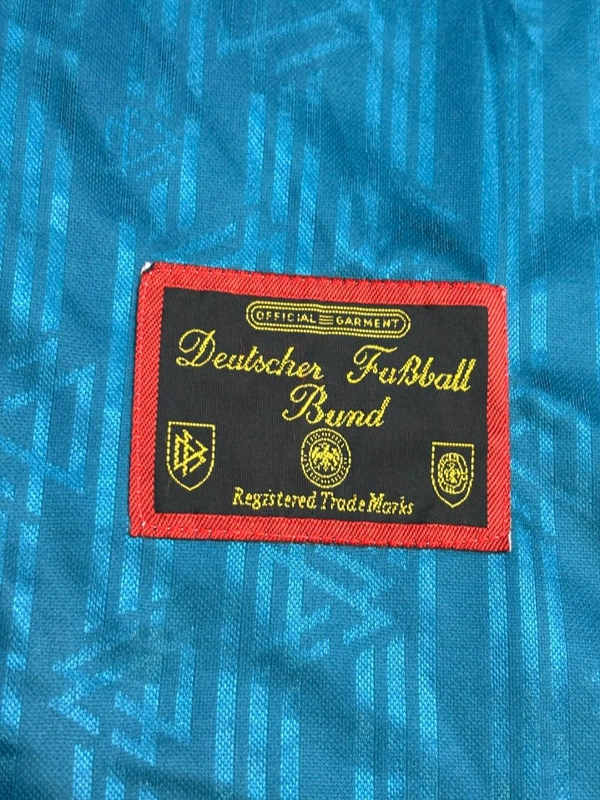 OFFICIAL GARMENT
Deutscher Fußball
Bund
Registered Trade Marks